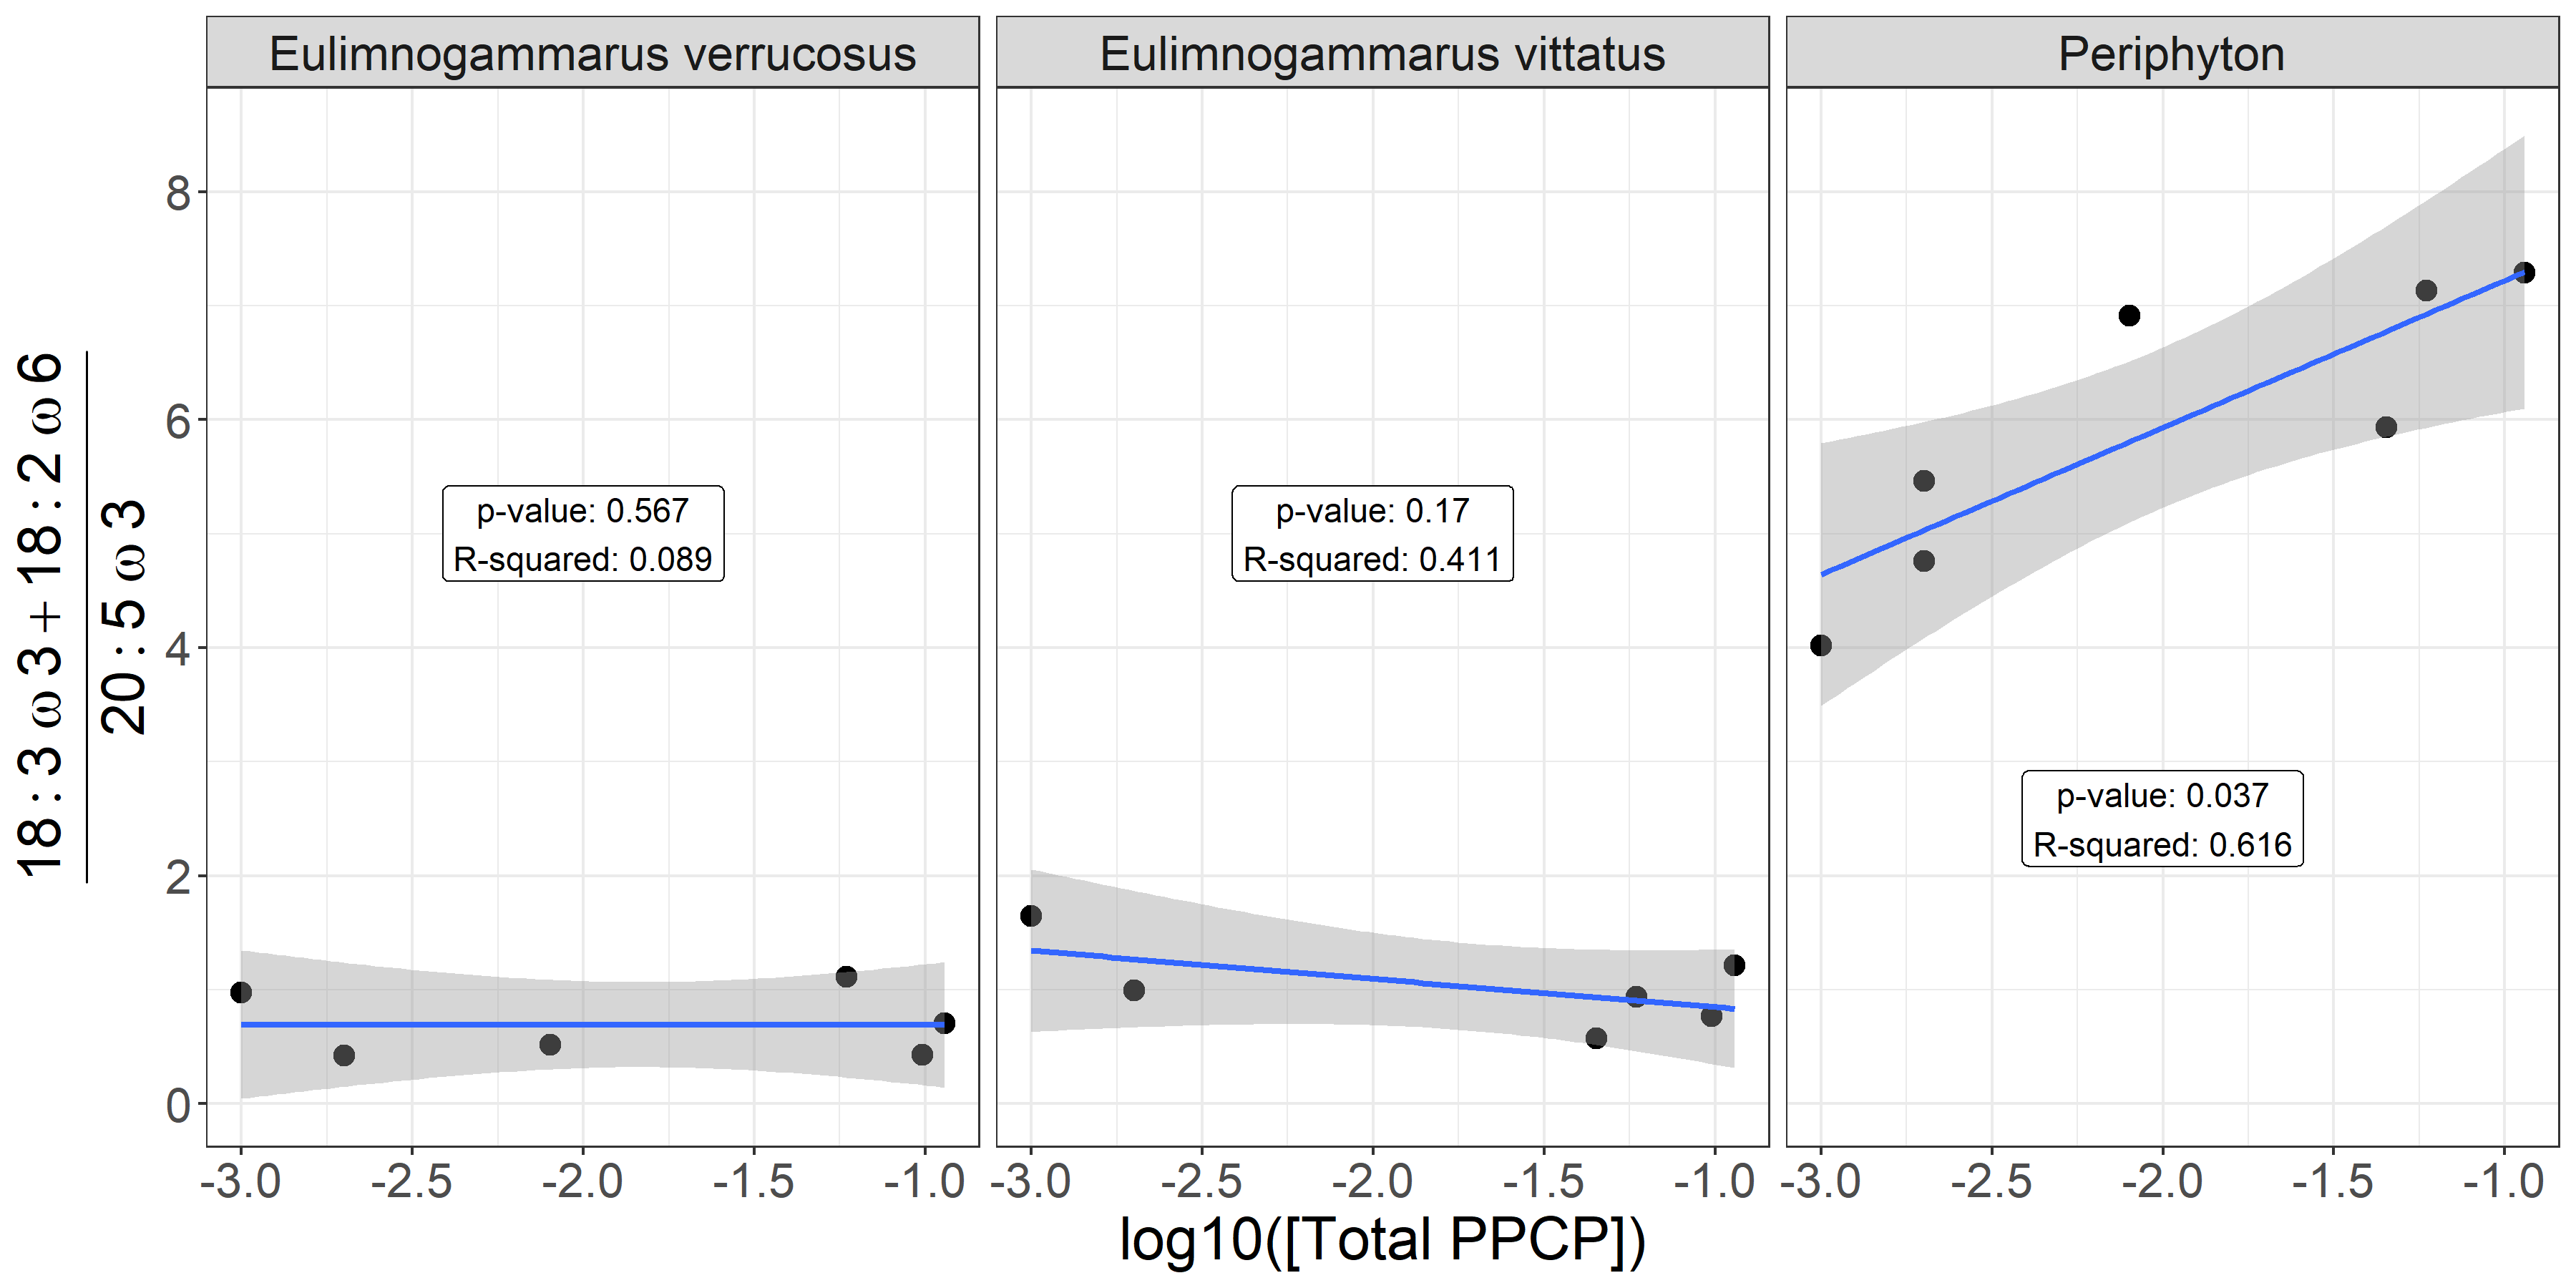 Eulimnogammarus verrucosus
Eulimnogammarus vittatus
Periphyton
18 : 3 ω 3 + 18 : 2 ω 6
20 : 5 ω 3
8
6
4
2
0
p-value: 0.567
R-squared: 0.089
p-value: 0.17
R-squared: 0.411
p-value: 0.037
R-squared: 0.616
-3.0 -2.5 -2.0 -1.5 -1.0
-3.0 -2.5 -2.0 -1.5 -1.0
-3.0 -2.5 -2.0 -1.5 -1.0
log10([Total PPCP])